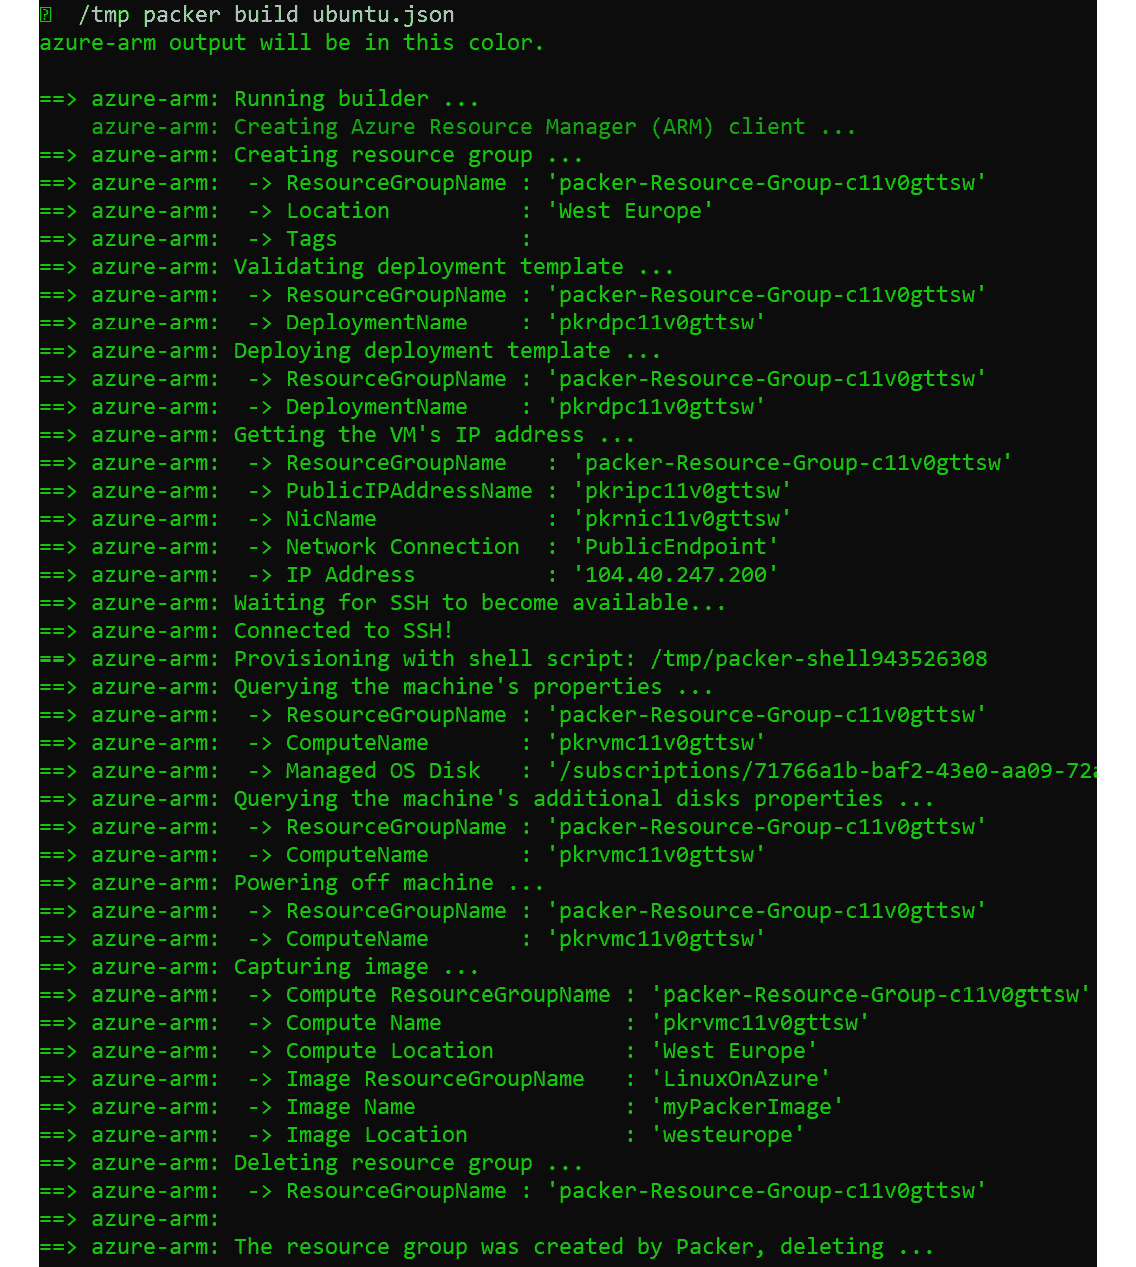 /tmp packer build ubuntu.json
azure-arm output will be in this color.
==> azure-arm: Running builder ...
azure-arm: Creating Azure Resource Manager (ARM) client ...
==> azure-arm: Creating resource group ...
==> azure-arm:  -> ResourceGroupName : 'packer-Resource-Group-c11v0gttsw'
==> azure-arm:  -> Location          : 'West Europe'
==> azure-arm:  -> Tags              :
==> azure-arm: Validating deployment template ...
==> azure-arm:  -> ResourceGroupName : 'packer-Resource-Group-c11v0gttsw'
==> azure-arm:  -> DeploymentName    : 'pkrdpc11v0gttsw'
==> azure-arm: Deploying deployment template ...
==> azure-arm:  -> ResourceGroupName : 'packer-Resource-Group-c11v0gttsw'
==> azure-arm:  -> DeploymentName    : 'pkrdpc11v0gttsw'
==> azure-arm: Getting the VM's IP address ...
==> azure-arm:  -> ResourceGroupName   : 'packer-Resource-Group-c11v0gttsw'
==> azure-arm:  -> PublicIPAddressName : 'pkripc11v0gttsw'
==> azure-arm:  -> NicName             : 'pkrnic11v0gttsw'
==> azure-arm:  -> Network Connection  : 'PublicEndpoint'
==> azure-arm:  -> IP Address          : '104.40.247.200'
==> azure-arm: Waiting for SSH to become available...
==> azure-arm: Connected to SSH!
==> azure-arm: Provisioning with shell script: /tmp/packer-shell943526308
==> azure-arm: Querying the machine's properties ...
==> azure-arm:  -> ResourceGroupName : 'packer-Resource-Group-c11v0gttsw'
==> azure-arm:  -> ComputeName       : 'pkrvmc11v0gttsw'
==> azure-arm:  -> Managed OS Disk   : '/subscriptions/71766a1b-baf2-43e0-aa09-72a
==> azure-arm: Querying the machine's additional disks properties ...
==> azure-arm:  -> ResourceGroupName : 'packer-Resource-Group-c11v0gttsw'
==> azure-arm:  -> ComputeName       : 'pkrvmc11v0gttsw'
==> azure-arm: Powering off machine ...
==> azure-arm:  -> ResourceGroupName : 'packer-Resource-Group-c11v0gttsw'
==> azure-arm:  -> ComputeName       : 'pkrvmc11v0gttsw'
==> azure-arm: Capturing image ...
==> azure-arm:  -> Compute ResourceGroupName : 'packer-Resource-Group-c11v0gttsw'
==> azure-arm:  -> Compute Name              : 'pkrvmc11v0gttsw'
==> azure-arm:  -> Compute Location          : 'West Europe'
==> azure-arm:  -> Image ResourceGroupName   : 'LinuxOnAzure'
==> azure-arm:  -> Image Name                : 'myPackerImage'
==> azure-arm:  -> Image Location            : 'westeurope'
==> azure-arm: Deleting resource group ...
==> azure-arm:  -> ResourceGroupName : 'packer-Resource-Group-c11v0gttsw'
==> azure-arm:
==> azure-arm: The resource group was created by Packer, deleting ...